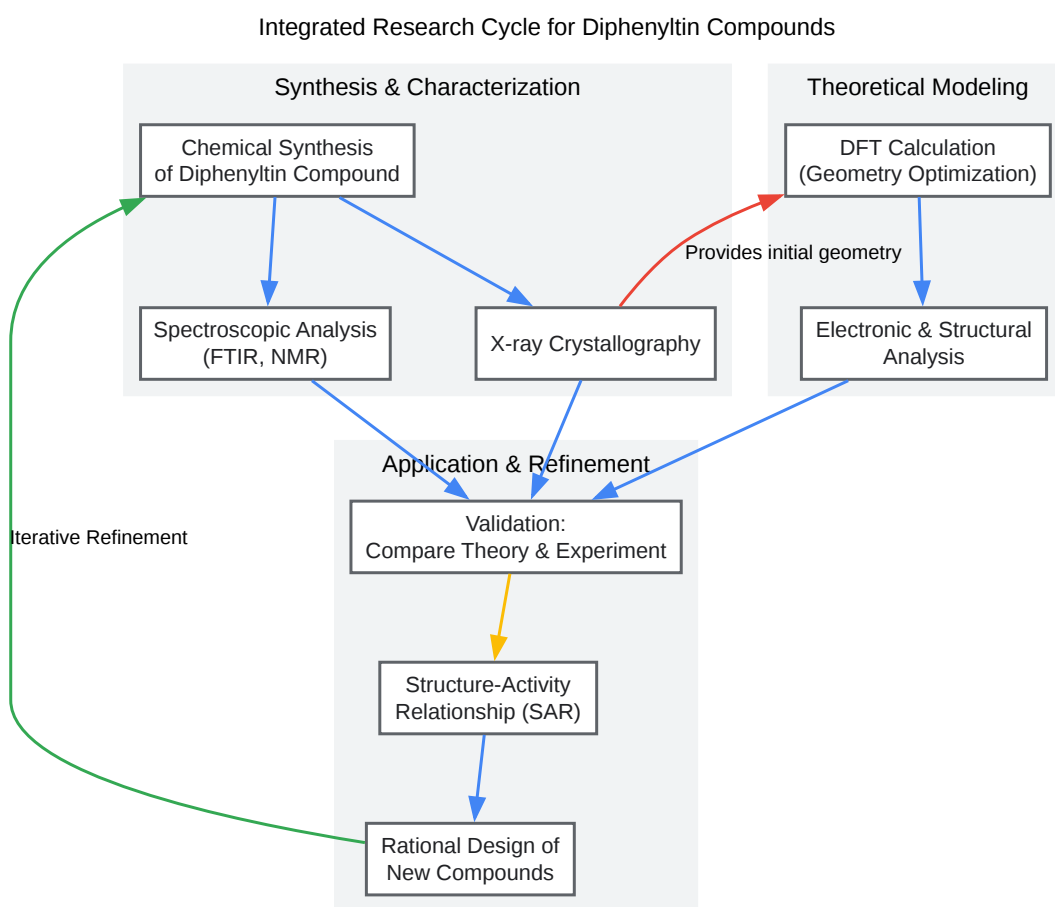 Integrated Research Cycle for Diphenyltin Compounds
Synthesis & Characterization
Theoretical Modeling
Chemical Synthesis
of Diphenyltin Compound
DFT Calculation
(Geometry Optimization)
Provides initial geometry
Spectroscopic Analysis
(FTIR, NMR)
X-ray Crystallography
Electronic & Structural
Analysis
Application & Refinement
Validation:
Compare Theory & Experiment
Iterative Refinement
Structure-Activity
Relationship (SAR)
Rational Design of
New Compounds